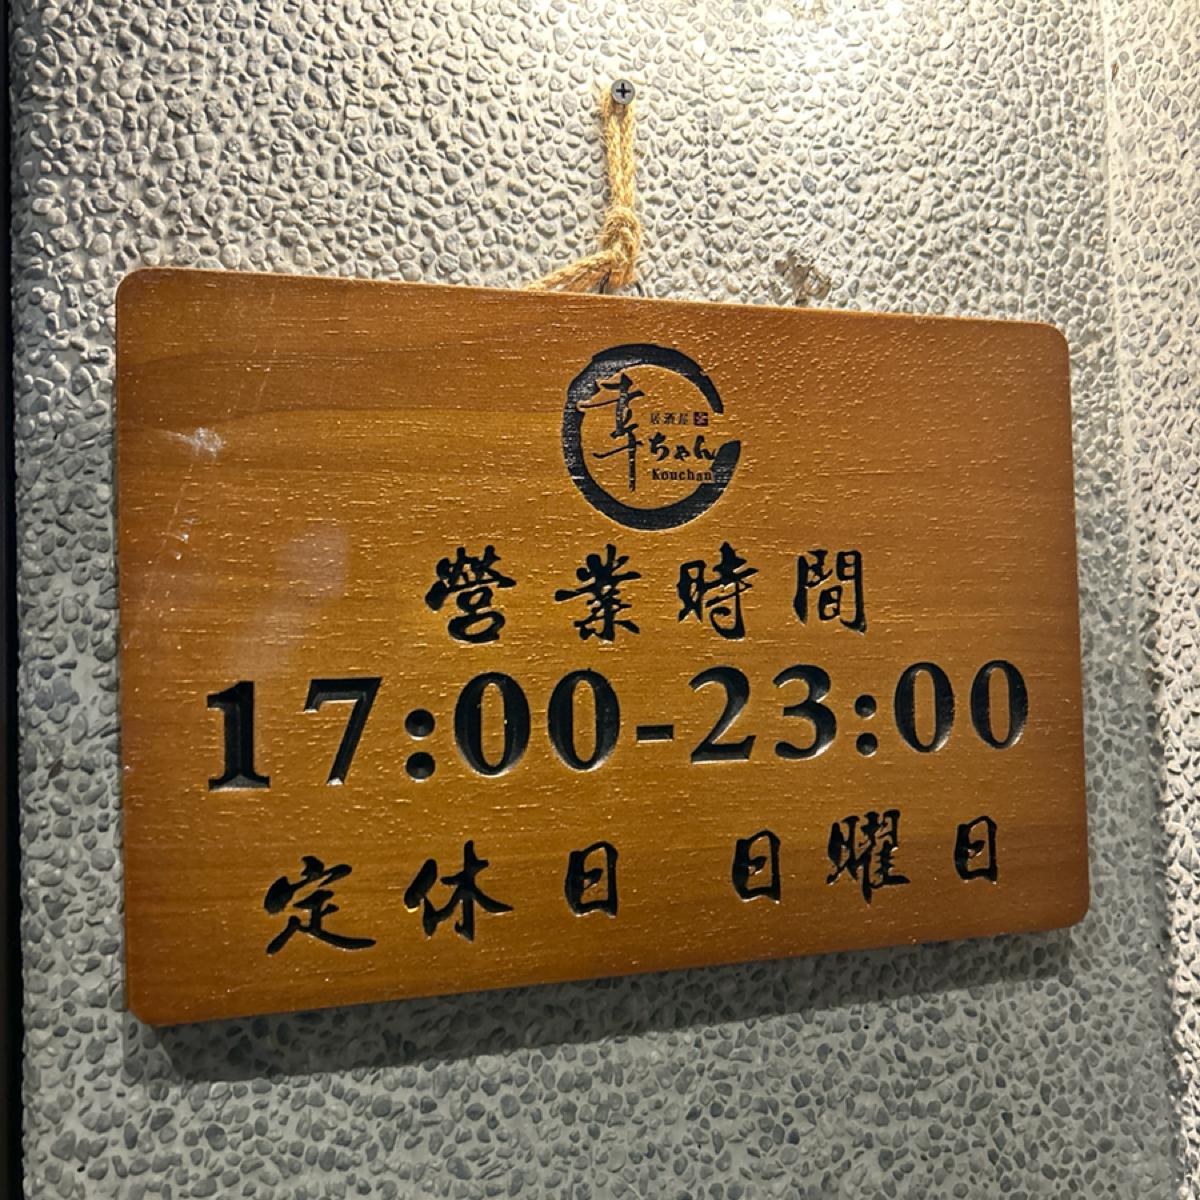 幸ちゃん
居酒屋
Kouchan
營業時間
17:00-23:00
定休日 日曜日